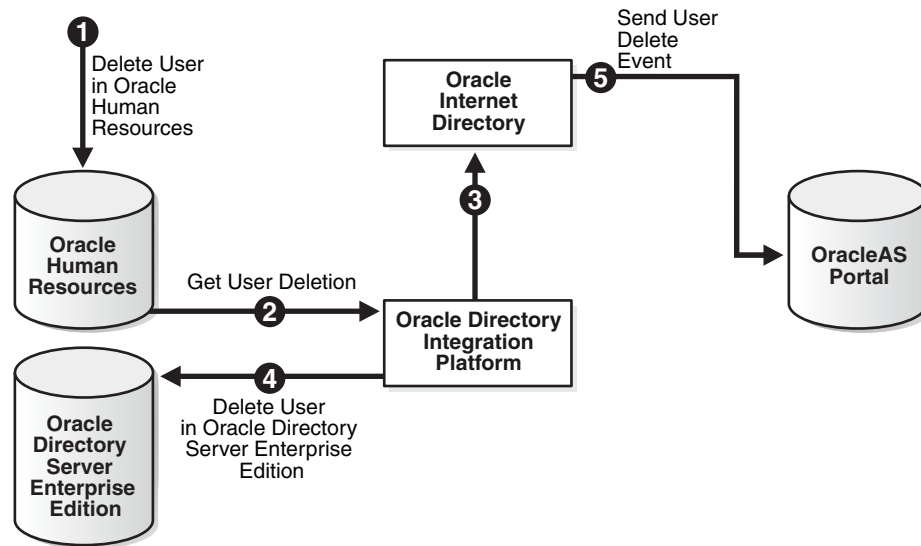 1
Delete User
in Oracle
Human
Resources
Oracle
Human
Resources
Get User Deletion
2
Oracle Directory
Integration
Platform
3
Oracle
Internet
Directory
4
Delete User
in Oracle Directory
Server Enterprise
Edition
Oracle
Directory
Server
Enterprise
Edition
Send User
Delete
Event
5
OracleAS
Portal